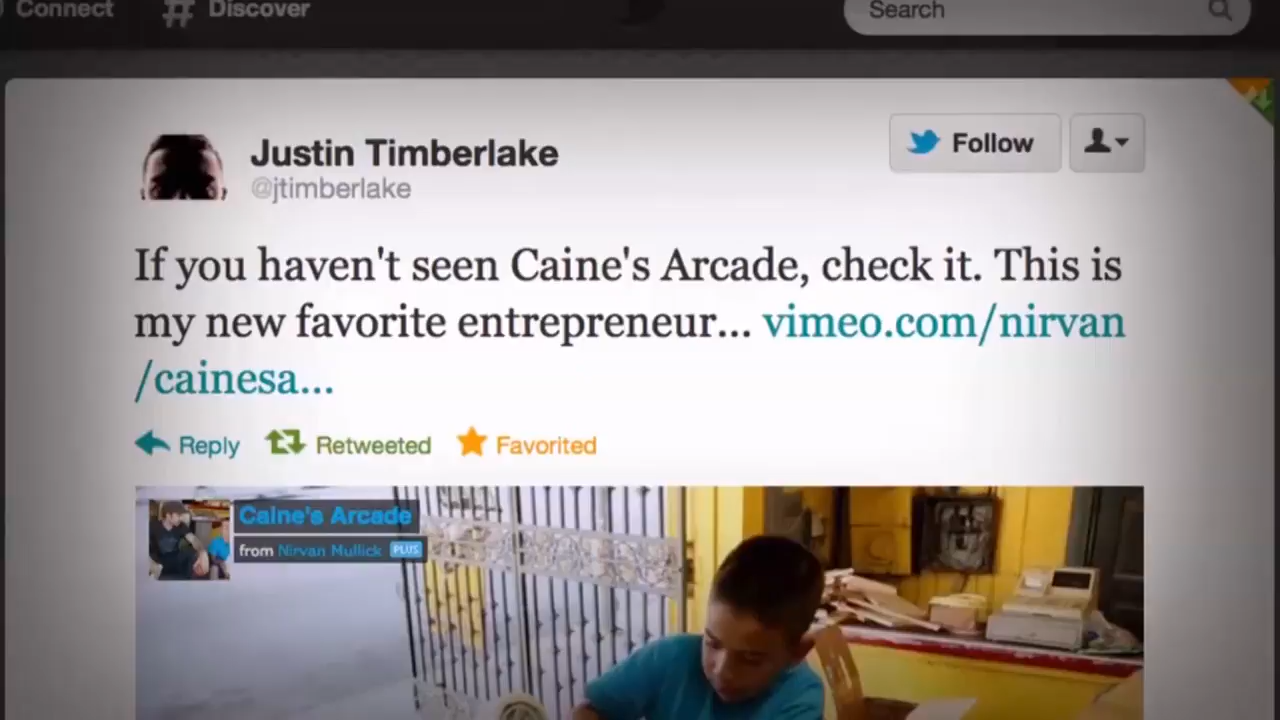 Connect # Discover Search
Justin Timberlake
Follow
@jtimberlake
If you haven't seen Caine's Arcade, check it. This is
my new favorite entrepreneur... vimeo.com/nirvan
/cainesa...
Reply Retweeted Favorited
Caine's Arcade
from Nirvan Mullick PLUS